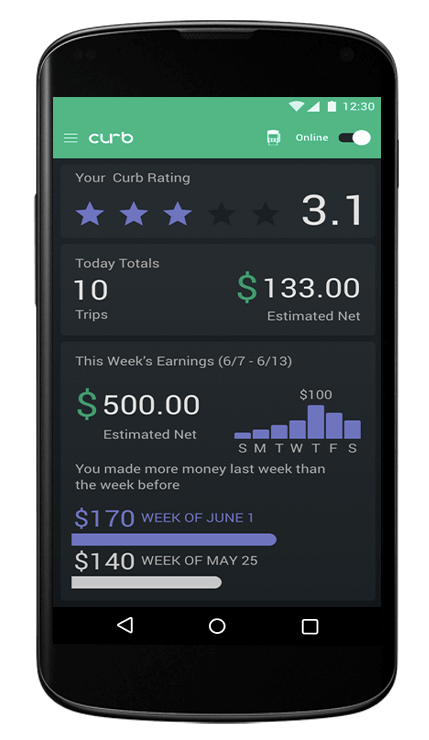 12:30
curb
Online
Your Curb Rating
3.1
Today Totals
10
Trips
$133.00
Estimated Net
This Week's Earnings (6/7 - 6/13)
$500.00
Estimated Net
$100
S M T W T F S
You made more money last week than
the week before
$170 WEEK OF JUNE 1
$140 WEEK OF MAY 25